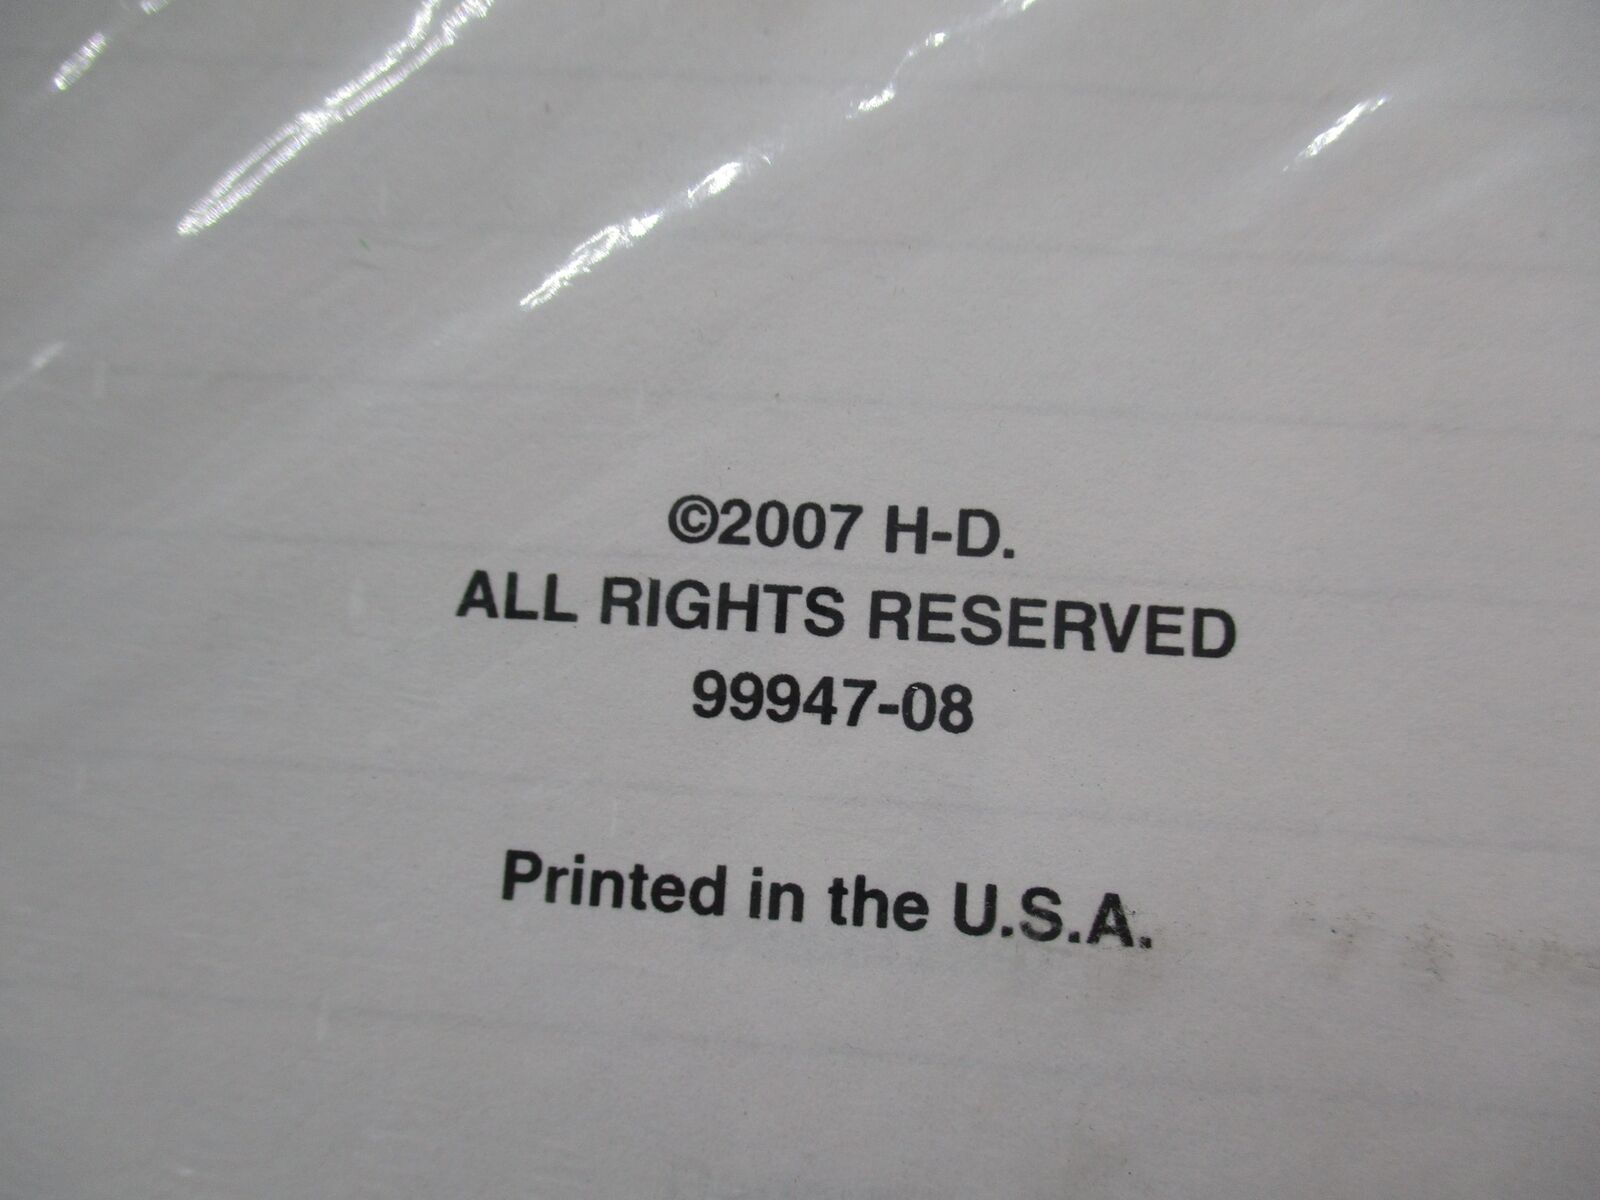 ©2007 H-D.
ALL RIGHTS RESERVED
99947-08
Printed in the U.S.A.